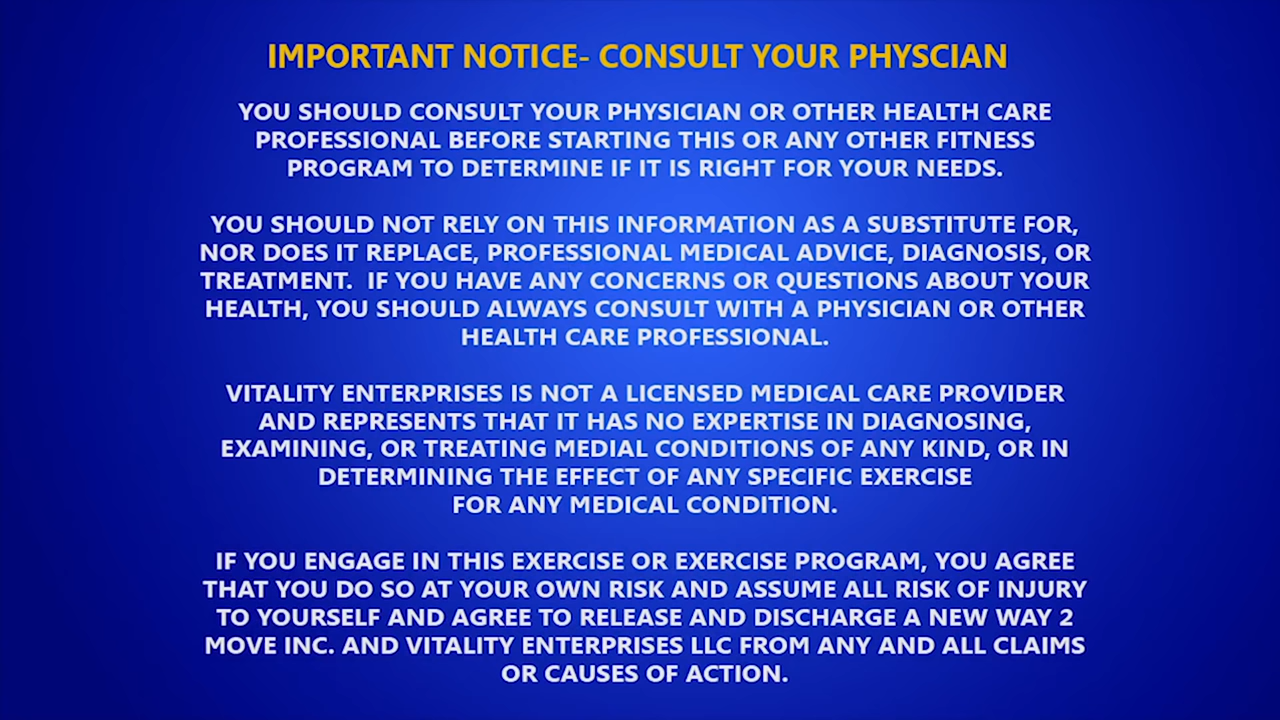 IMPORTANT NOTICE- CONSULT YOUR PHYSCIAN
YOU SHOULD CONSULT YOUR PHYSICIAN OR OTHER HEALTH CARE
PROFESSIONAL BEFORE STARTING THIS OR ANY OTHER FITNESS
PROGRAM TO DETERMINE IF IT IS RIGHT FOR YOUR NEEDS.
YOU SHOULD NOT RELY ON THIS INFORMATION AS A SUBSTITUTE FOR,
NOR DOES IT REPLACE, PROFESSIONAL MEDICAL ADVICE, DIAGNOSIS, OR
TREATMENT.  IF YOU HAVE ANY CONCERNS OR QUESTIONS ABOUT YOUR
HEALTH, YOU SHOULD ALWAYS CONSULT WITH A PHYSICIAN OR OTHER
HEALTH CARE PROFESSIONAL.
VITALITY ENTERPRISES IS NOT A LICENSED MEDICAL CARE PROVIDER
AND REPRESENTS THAT IT HAS NO EXPERTISE IN DIAGNOSING,
EXAMINING, OR TREATING MEDIAL CONDITIONS OF ANY KIND, OR IN
DETERMINING THE EFFECT OF ANY SPECIFIC EXERCISE
FOR ANY MEDICAL CONDITION.
IF YOU ENGAGE IN THIS EXERCISE OR EXERCISE PROGRAM, YOU AGREE
THAT YOU DO SO AT YOUR OWN RISK AND ASSUME ALL RISK OF INJURY
TO YOURSELF AND AGREE TO RELEASE AND DISCHARGE A NEW WAY 2
MOVE INC. AND VITALITY ENTERPRISES LLC FROM ANY AND ALL CLAIMS
OR CAUSES OF ACTION.